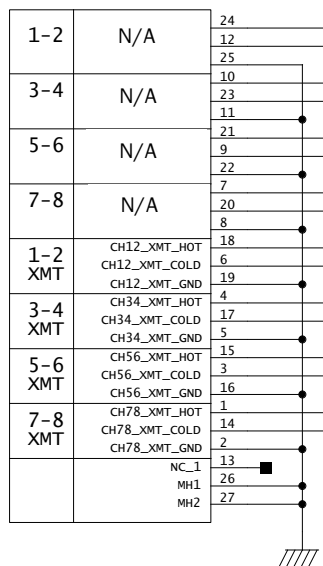 1-2 N/A 24
12
25
3-4 N/A 10
23
11
5-6 N/A 21
9
22
7-8 N/A 7
20
8
1-2 XMT CH12_XMT_HOT 18
CH12_XMT_COLD 6
CH12_XMT_GND 19
3-4 XMT CH34_XMT_HOT 4
CH34_XMT_COLD 17
CH34_XMT_GND 5
5-6 XMT CH56_XMT_HOT 15
CH56_XMT_COLD 3
CH56_XMT_GND 16
7-8 XMT CH78_XMT_HOT 1
CH78_XMT_COLD 14
CH78_XMT_GND 2
NC_1 13
MH1 26
MH2 27